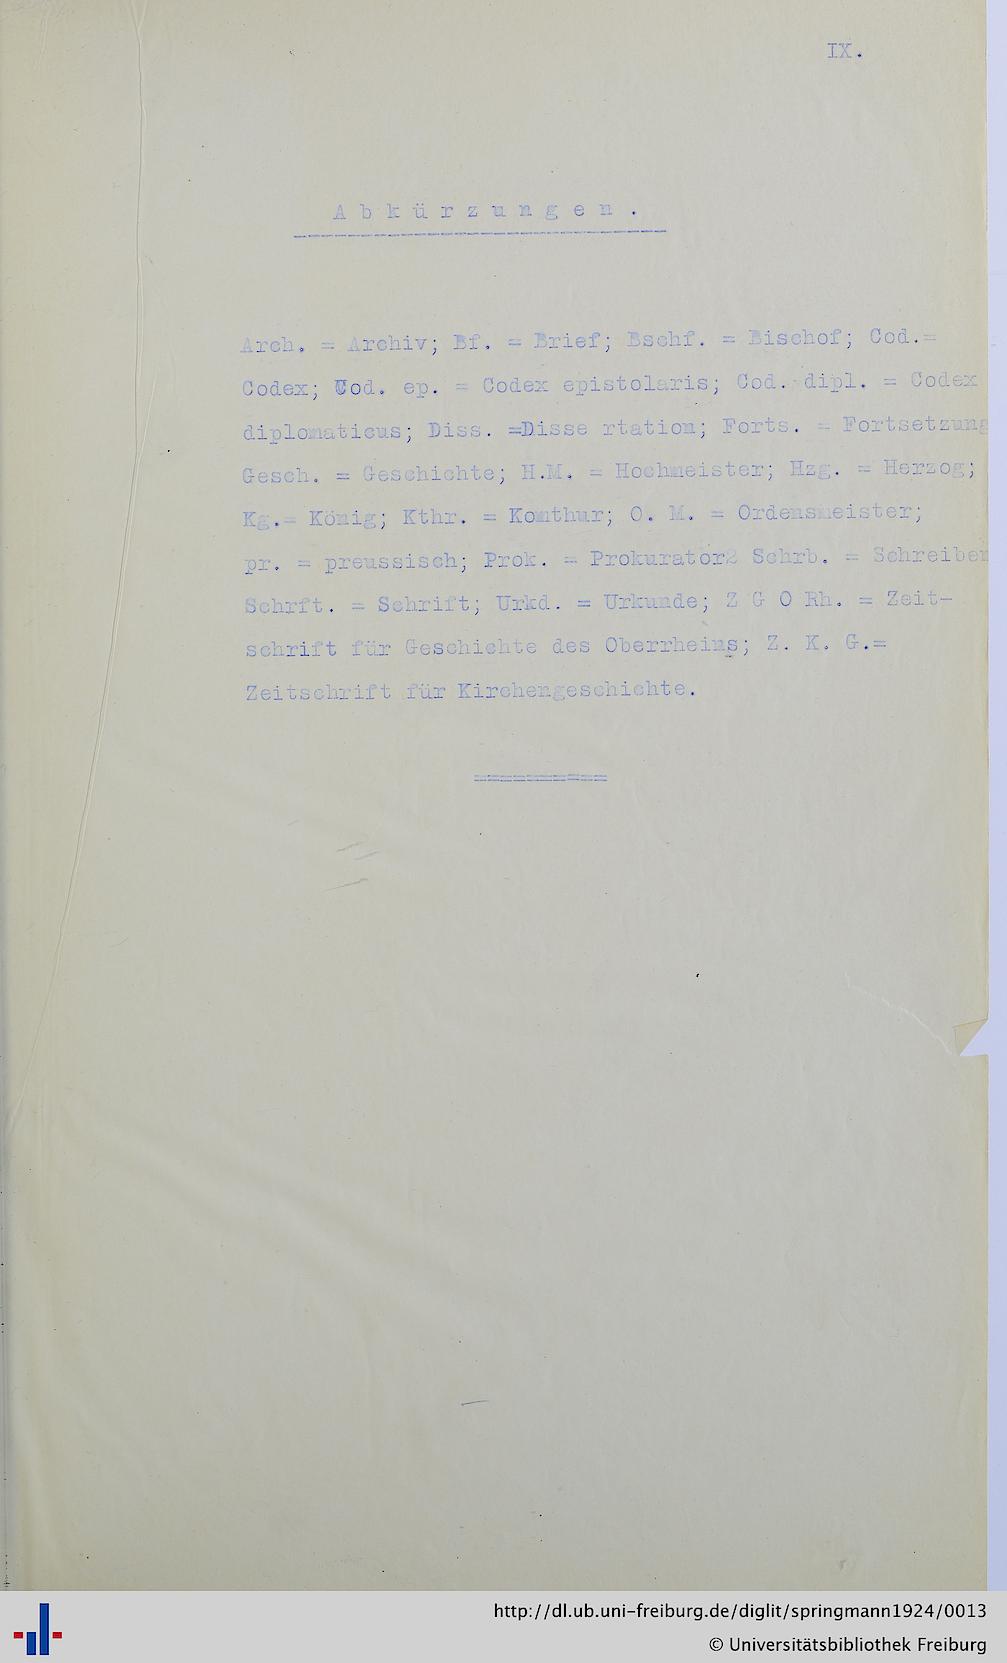 IX.
Abkürzungen.
Arch. = Archiv; Bf. = Brief; Bschf. = Bischof; Cod.=
Codex; Cod. ep. = Codex epistolaris; Cod. dipl. = Codex
diplomaticus; Diss. =Disse rtation; Forts. = Fortsetzung
Gesch. = Geschichte; H.M. = Hochmeister; Hzg. = Herzog;
Kg.= König; Kthr. = Komthur; O. M. = Ordensmeister;
pr. = preussisch; Prok. = Prokurator2 Schrb. = Schreiber
Schrft. = Schrift; Urkd. = Urkunde; Z G O Rh. = Zeit-
schrift für Geschichte des Oberrheins; Z. K. G.=
Zeitschrift für Kirchengeschichte.
==========
http://dl.ub.uni-freiburg.de/diglit/springmann1924/0013
© Universitätsbibliothek Freiburg